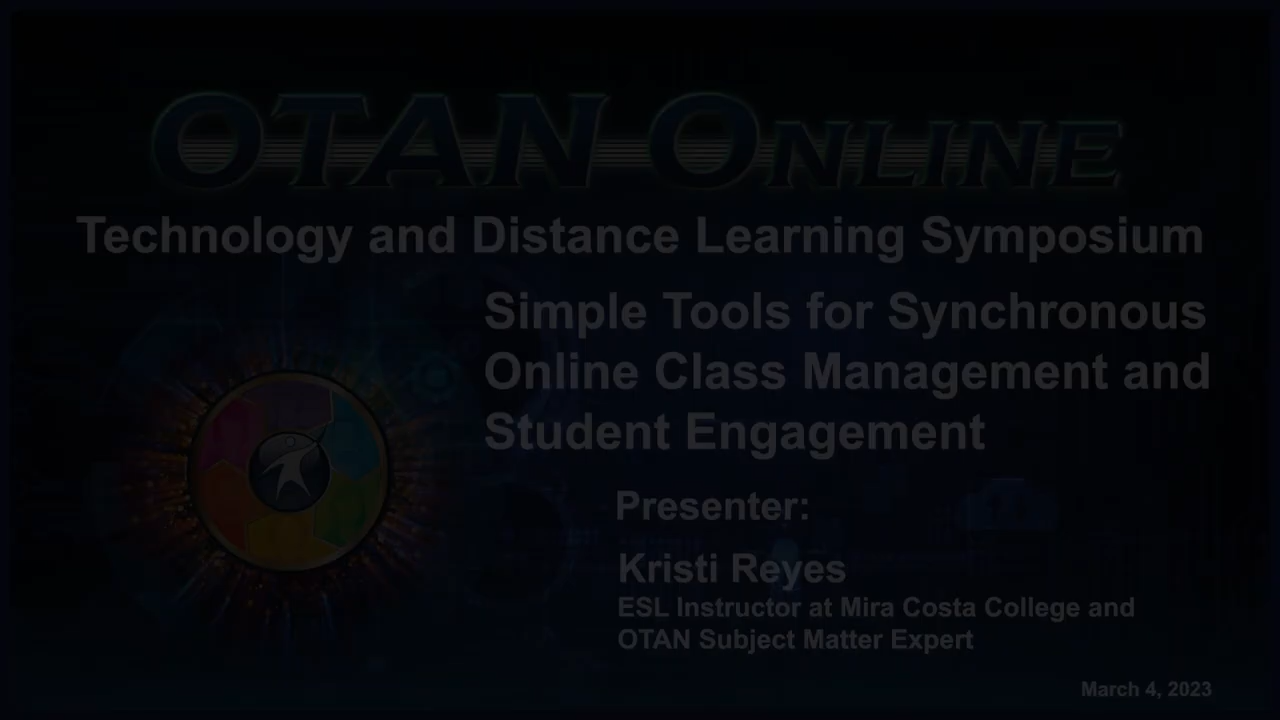 OTAN ONLINE
Technology and Distance Learning Symposium
Simple Tools for Synchronous
Online Class Management and
Student Engagement
Presenter:
Kristi Reyes
ESL Instructor at Mira Costa College and
OTAN Subject Matter Expert
March 4, 2023